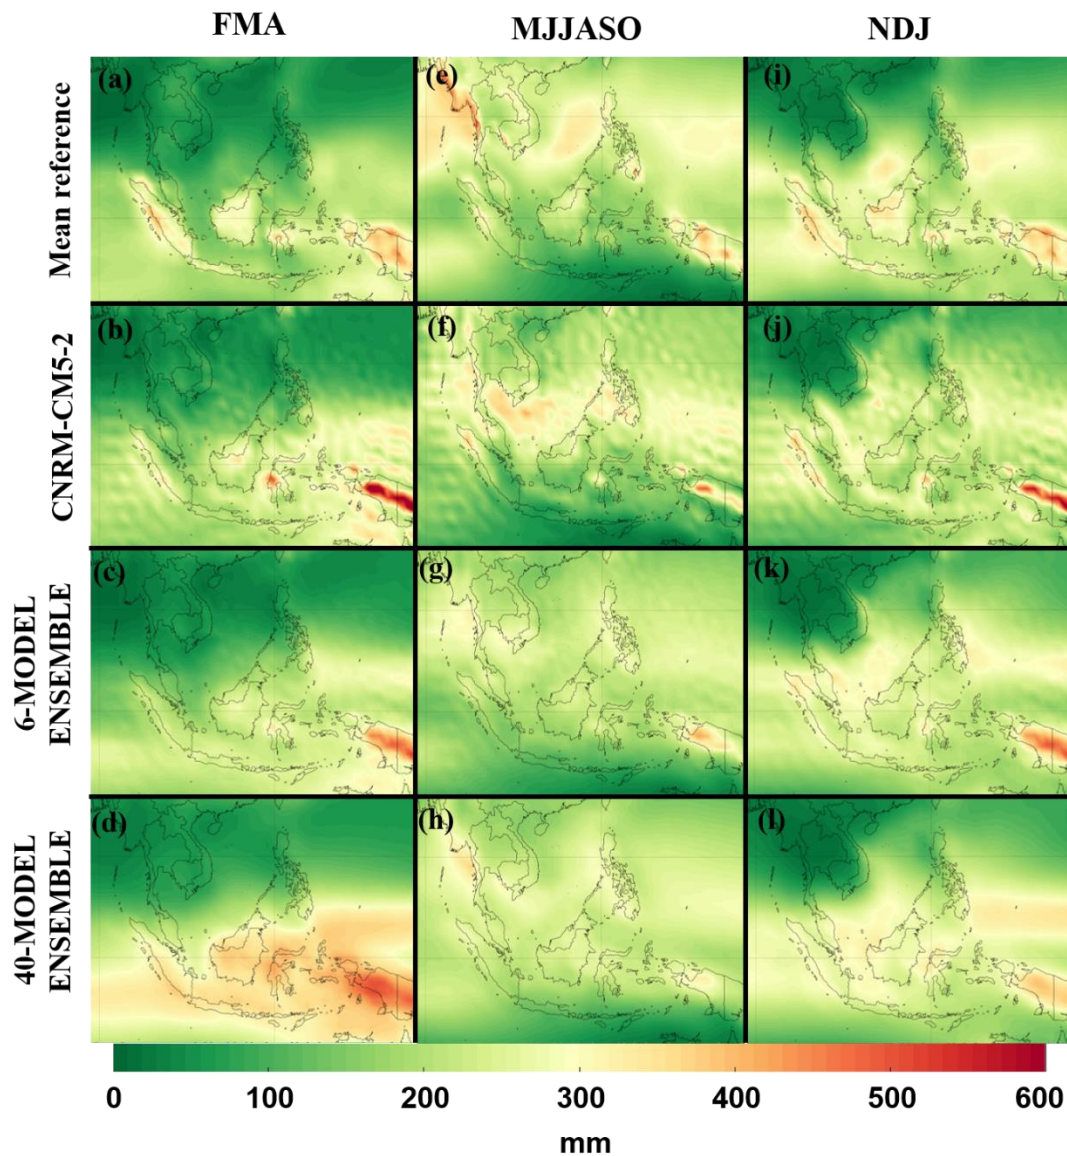 FMA MJJASO NDJ
Mean reference
(a) (e) (i)
CNRM-CM5-2
(b) (f) (j)
6-MODEL
ENSEMBLE
(c) (g) (k)
40-MODEL
ENSEMBLE
(d) (h) (l)
0 100 200 300 400 500 600
mm